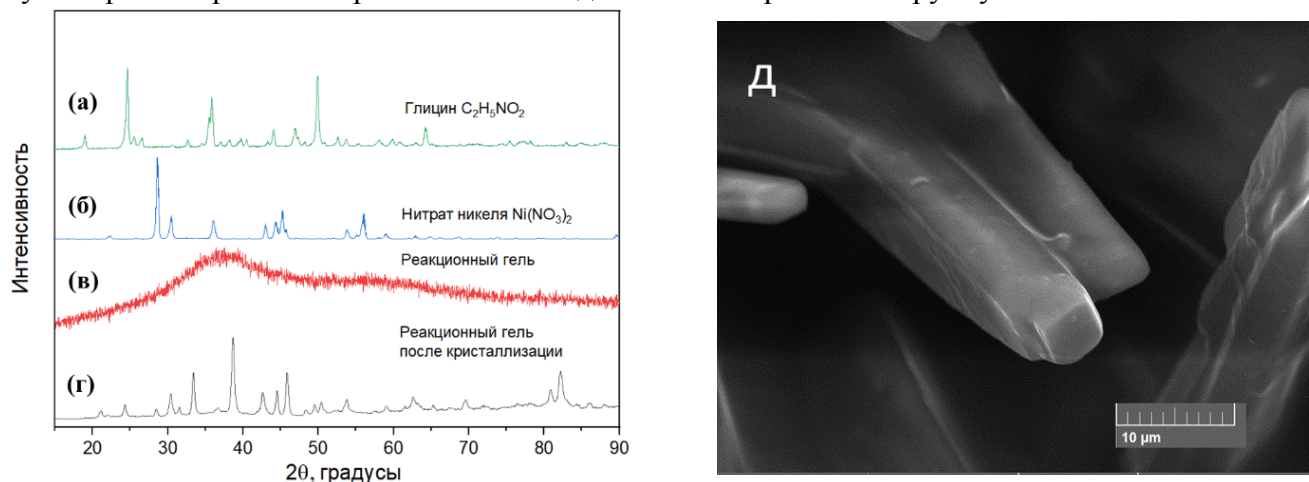 (а)
Глицин C₂H₅NO₂
(б)
Нитрат никеля Ni(NO₃)₂
Реакционный гель
(в)
Реакционный гель
после кристаллизации
(г)
Интенсивность
20 30 40 50 60 70 80 90
2θ, градусы
Д
10 μm